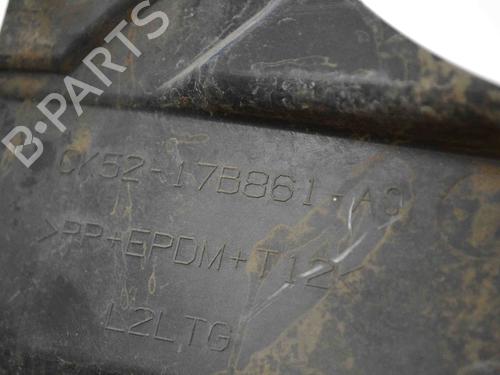 B-PARTS
CK52-17B861-AC
>PP+EPDM+T12<
L2LTG